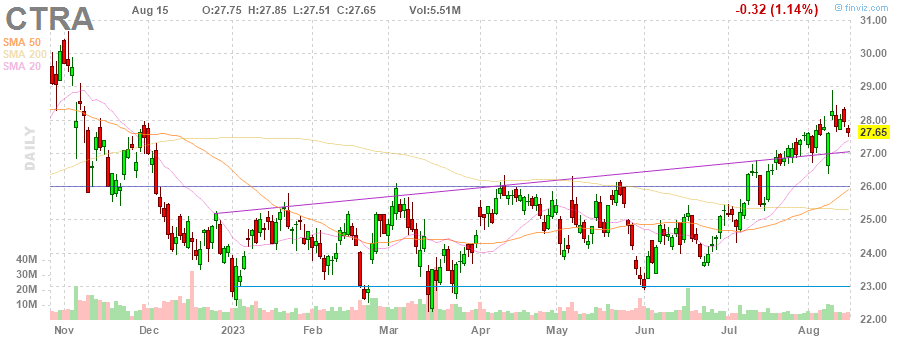 CTRA Aug 15 O:27.75 H:27.85 L:27.51 C:27.65 Vol:5.51M -0.32 (1.14%) © finviz.com
SMA 50
SMA 200
SMA 20
DAILY
31.00
30.00
29.00
28.00
27.65
27.00
26.00
25.00
24.00
23.00
22.00
40M
30M
20M
10M
Nov Dec 2023 Feb Mar Apr May Jun Jul Aug